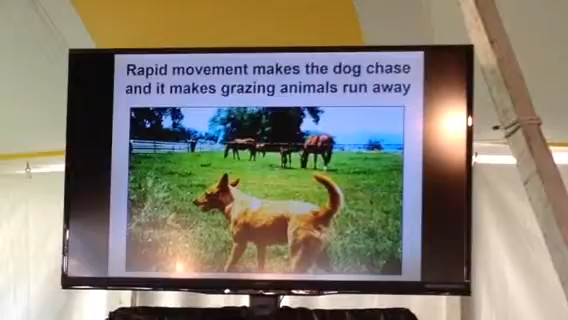 Rapid movement makes the dog chase
and it makes grazing animals run away